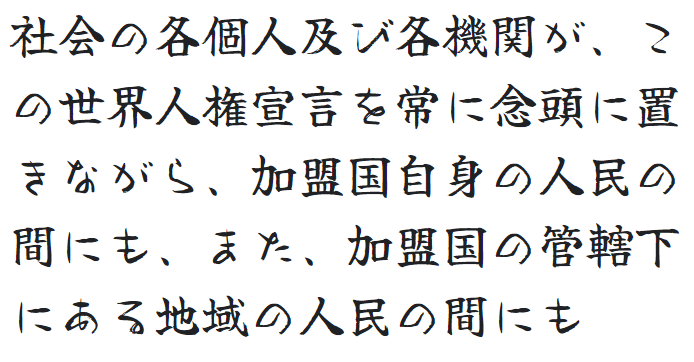 社会の各個人及び各機関が、こ
の世界人権宣言を常に念頭に置
きながら、加盟国自身の人民の
間にも、また、加盟国の管轄下
にある地域の人民の間にも